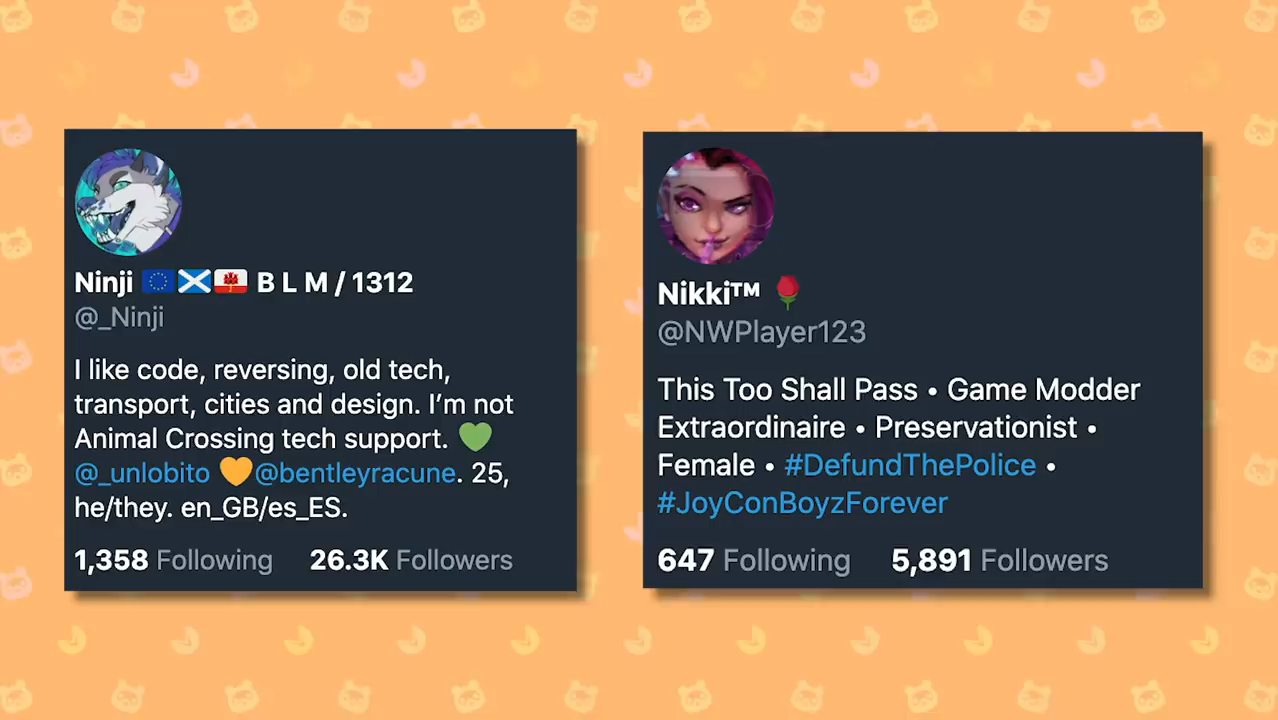 Ninji 🇪🇺🏴󠁧󠁢󠁳󠁣󠁴󠁿🇬🇮 B L M / 1312
@_Ninji
I like code, reversing, old tech,
transport, cities and design. I’m not
Animal Crossing tech support. 💚
@_unlobito 🧡@bentleyracune. 25,
he/they. en_GB/es_ES.
1,358 Following 26.3K Followers
Nikki™ 🌹
@NWPlayer123
This Too Shall Pass • Game Modder
Extraordinaire • Preservationist •
Female • #DefundThePolice •
#JoyConBoyzForever
647 Following 5,891 Followers